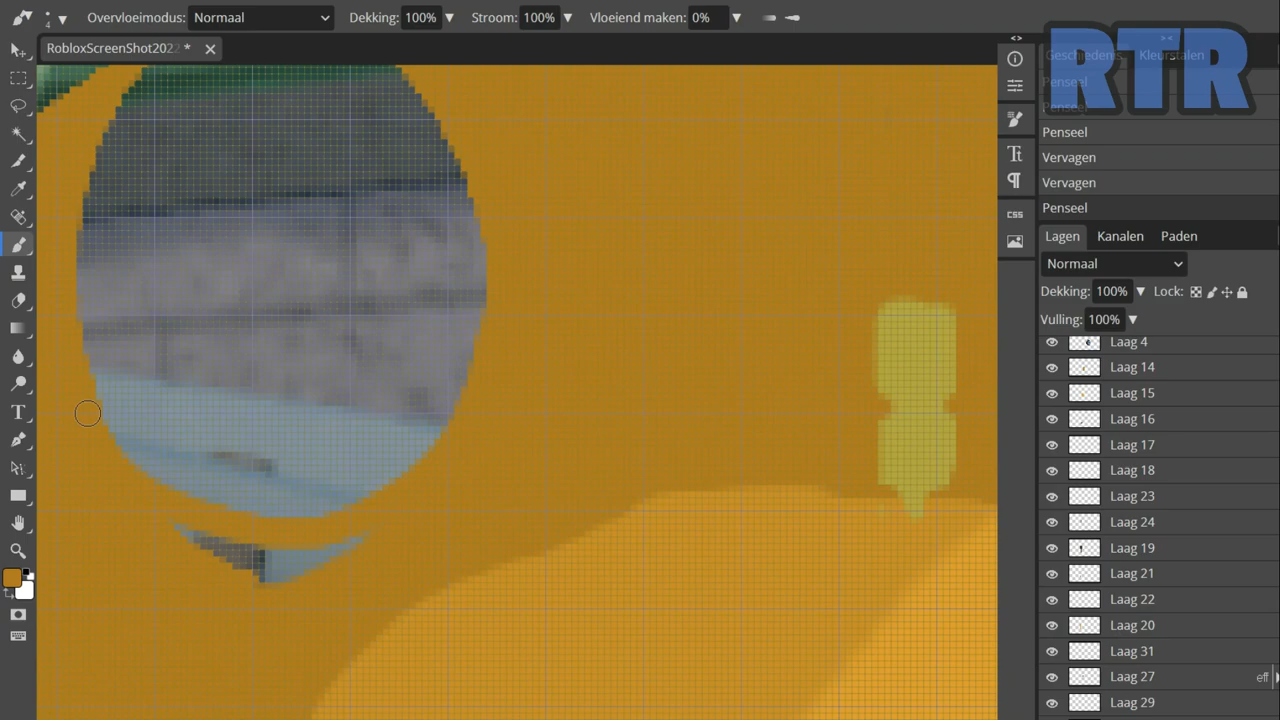 4 Overvloeimodus: Normaal Dekking: 100% Stroom: 100% Vloeiend maken: 0%
RobloxScreenShot2022 *
RTR
Geschiedenis Kleurstalen
Penseel
Penseel
Penseel
Vervagen
Vervagen
Penseel
CSS
Lagen Kanalen Paden
Normaal
Dekking: 100% Lock:
Vulling: 100%
Laag 4
Laag 14
Laag 15
Laag 16
Laag 17
Laag 18
Laag 23
Laag 24
Laag 19
Laag 21
Laag 22
Laag 20
Laag 31
Laag 27 eff
Laag 29